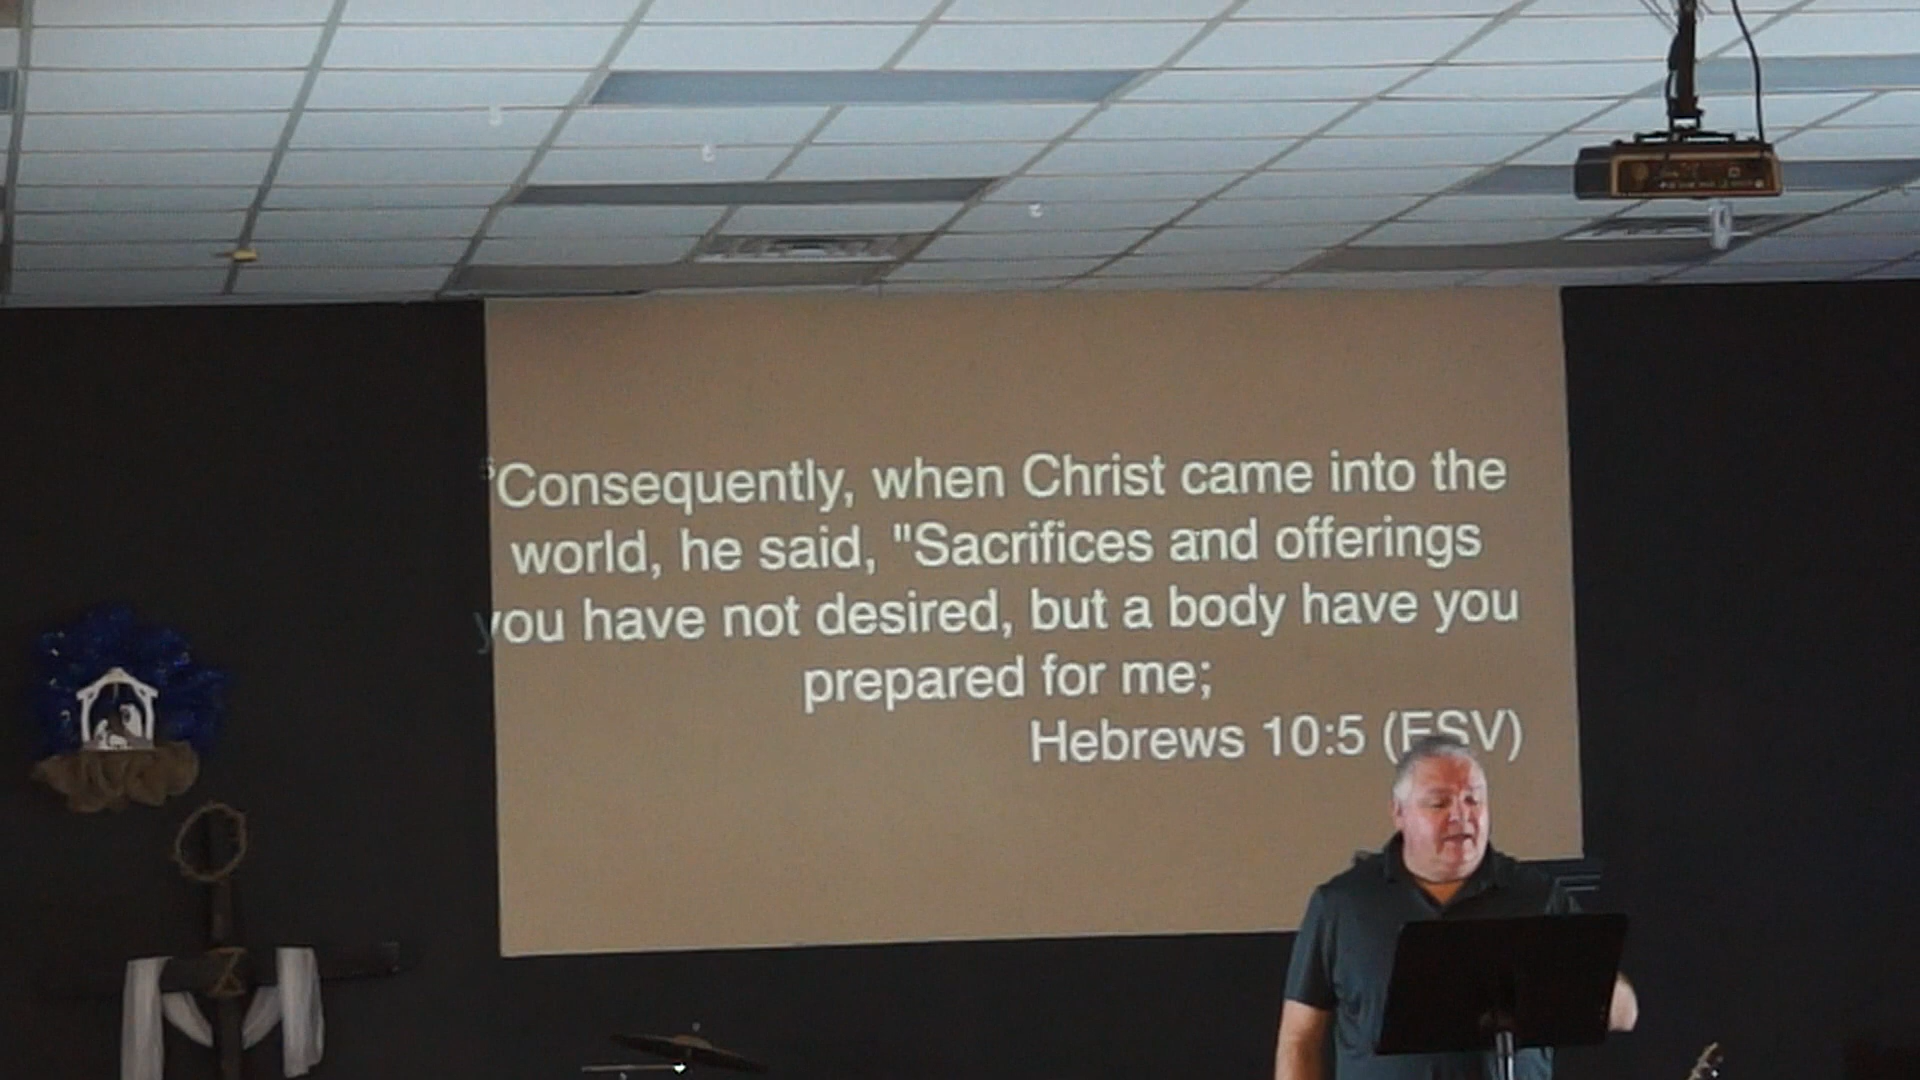 ⁵Consequently, when Christ came into the
world, he said, "Sacrifices and offerings
you have not desired, but a body have you
prepared for me;
Hebrews 10:5 (ESV)